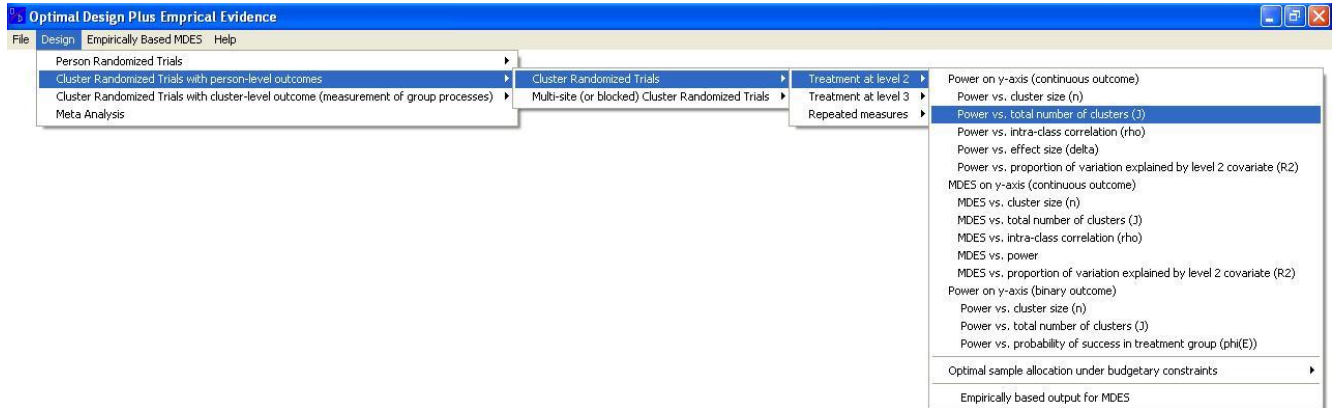 Optimal Design Plus Emprical Evidence
File Design Empirically Based MDES Help
Person Randomized Trials
Cluster Randomized Trials with person-level outcomes
Cluster Randomized Trials with cluster-level outcome (measurement of group processes)
Meta Analysis
Cluster Randomized Trials
Multi-site (or blocked) Cluster Randomized Trials
Treatment at level 2
Treatment at level 3
Repeated measures
Power on y-axis (continuous outcome)
Power vs. cluster size (n)
Power vs. total number of clusters (J)
Power vs. intra-class correlation (rho)
Power vs. effect size (delta)
Power vs. proportion of variation explained by level 2 covariate (R2)
MDES on y-axis (continuous outcome)
MDES vs. cluster size (n)
MDES vs. total number of clusters (J)
MDES vs. intra-class correlation (rho)
MDES vs. power
MDES vs. proportion of variation explained by level 2 covariate (R2)
Power on y-axis (binary outcome)
Power vs. cluster size (n)
Power vs. total number of clusters (J)
Power vs. probability of success in treatment group (phi(E))
Optimal sample allocation under budgetary constraints
Empirically based output for MDES